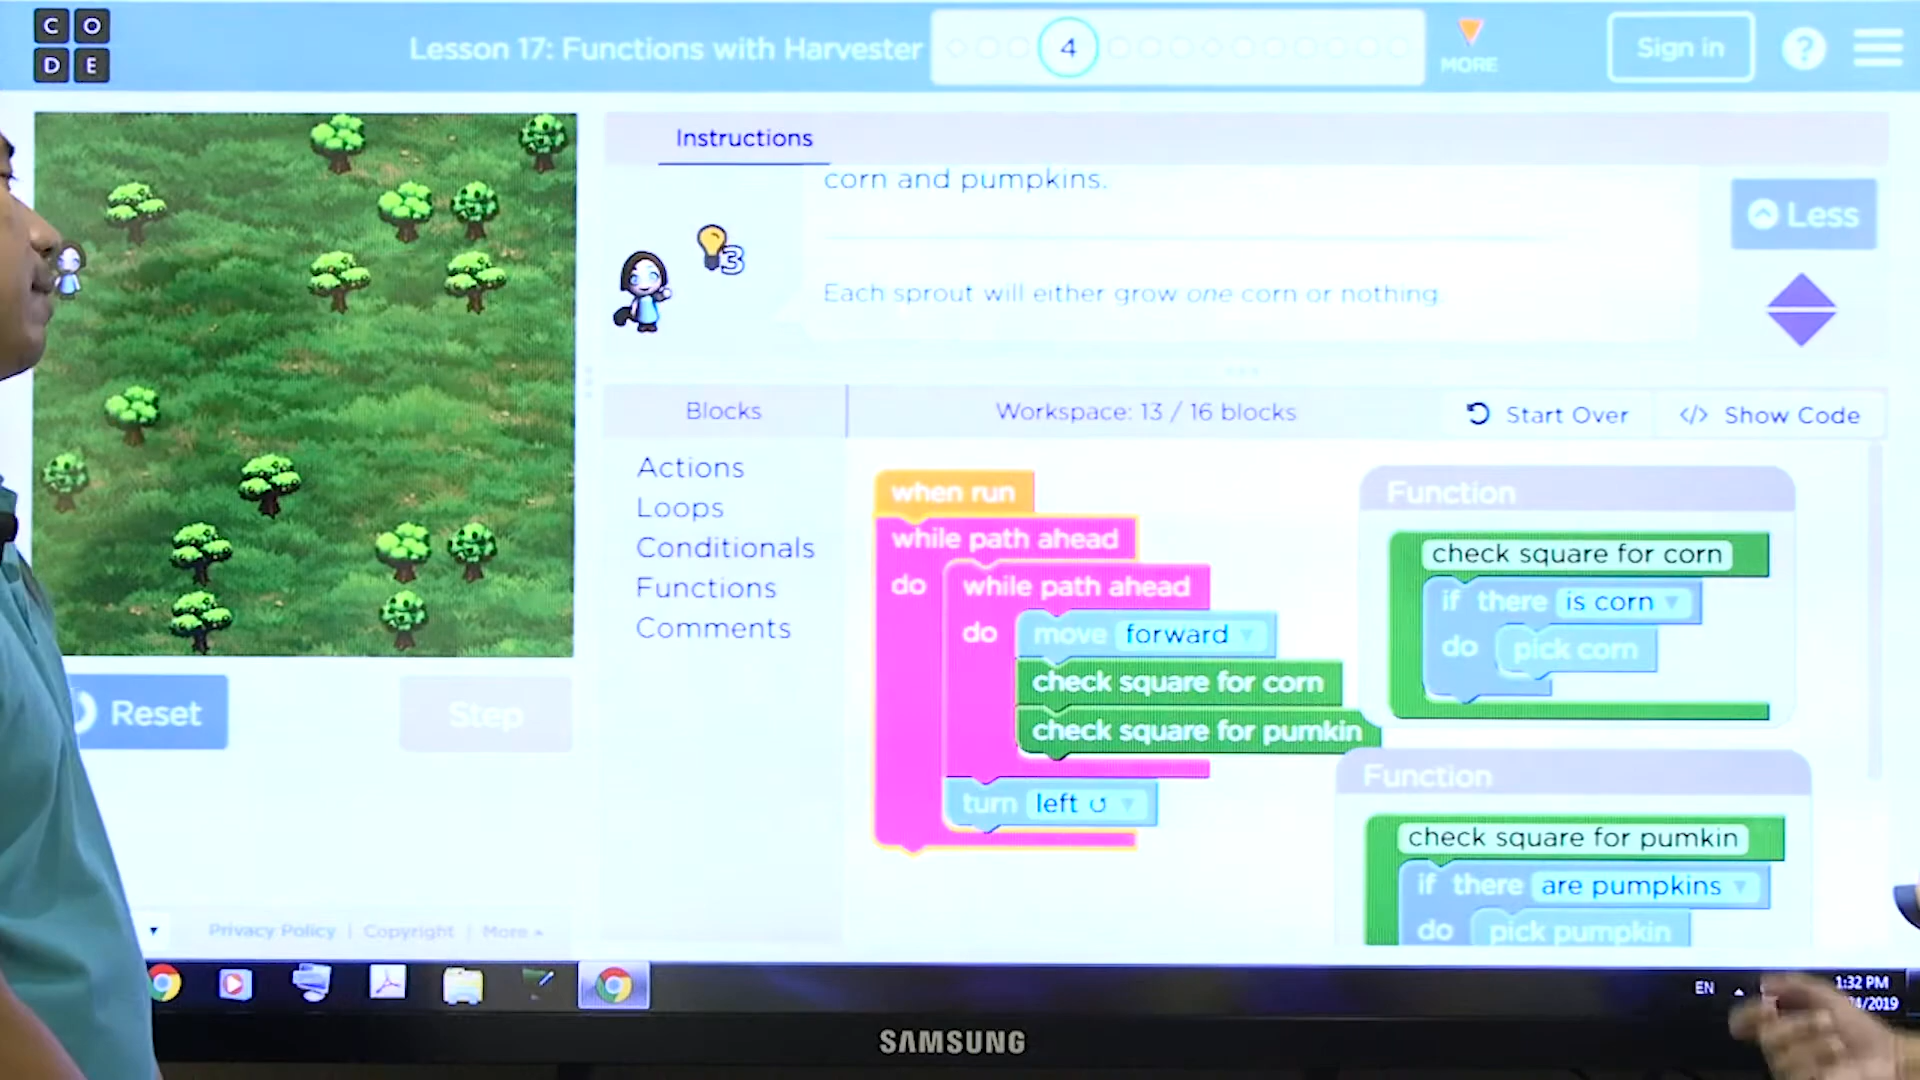 C O
D E
Lesson 17: Functions with Harvester
4
MORE
Sign in
?
Instructions
corn and pumpkins.
3
Each sprout will either grow one corn or nothing.
Less
Blocks
Workspace: 13 / 16 blocks
Start Over
</> Show Code
Actions
Loops
Conditionals
Functions
Comments
when run
while path ahead
do
while path ahead
do
move forward
check square for corn
check square for pumkin
turn left
Function
check square for corn
if there is corn
do pick corn
Function
check square for pumkin
if there are pumpkins
do pick pumpkin
Reset
Step
Privacy Policy | Copyright | More
EN
1:32 PM
4/2019
SAMSUNG